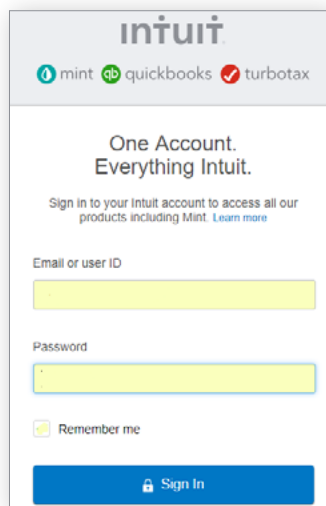 intuit
mint qb quickbooks turbotax
One Account.
Everything Intuit.
Sign in to your Intuit account to access all our
products including Mint. Learn more
Email or user ID
Password
Remember me
Sign In